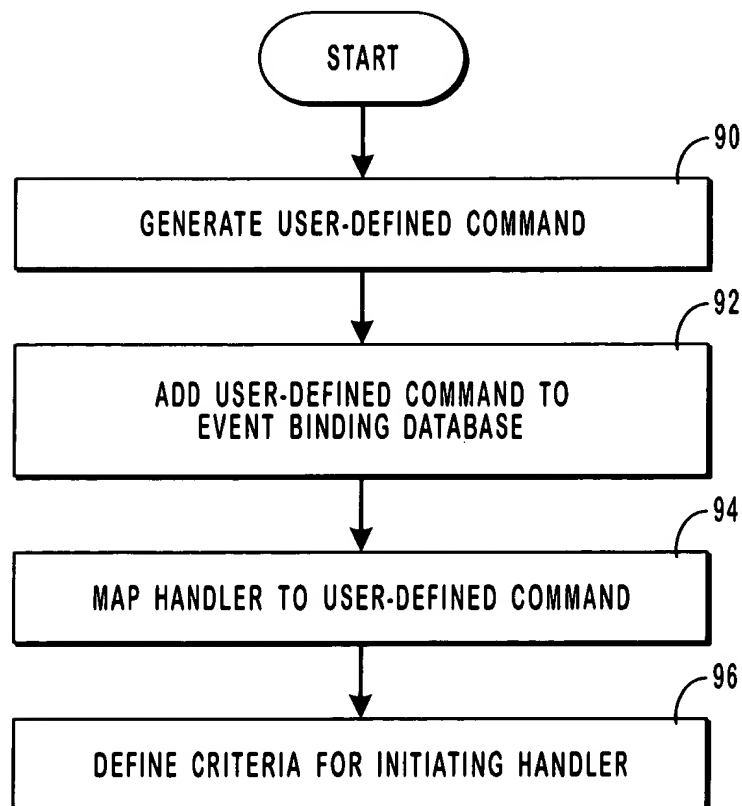 START
90
GENERATE USER-DEFINED COMMAND
92
ADD USER-DEFINED COMMAND TO
EVENT BINDING DATABASE
94
MAP HANDLER TO USER-DEFINED COMMAND
96
DEFINE CRITERIA FOR INITIATING HANDLER